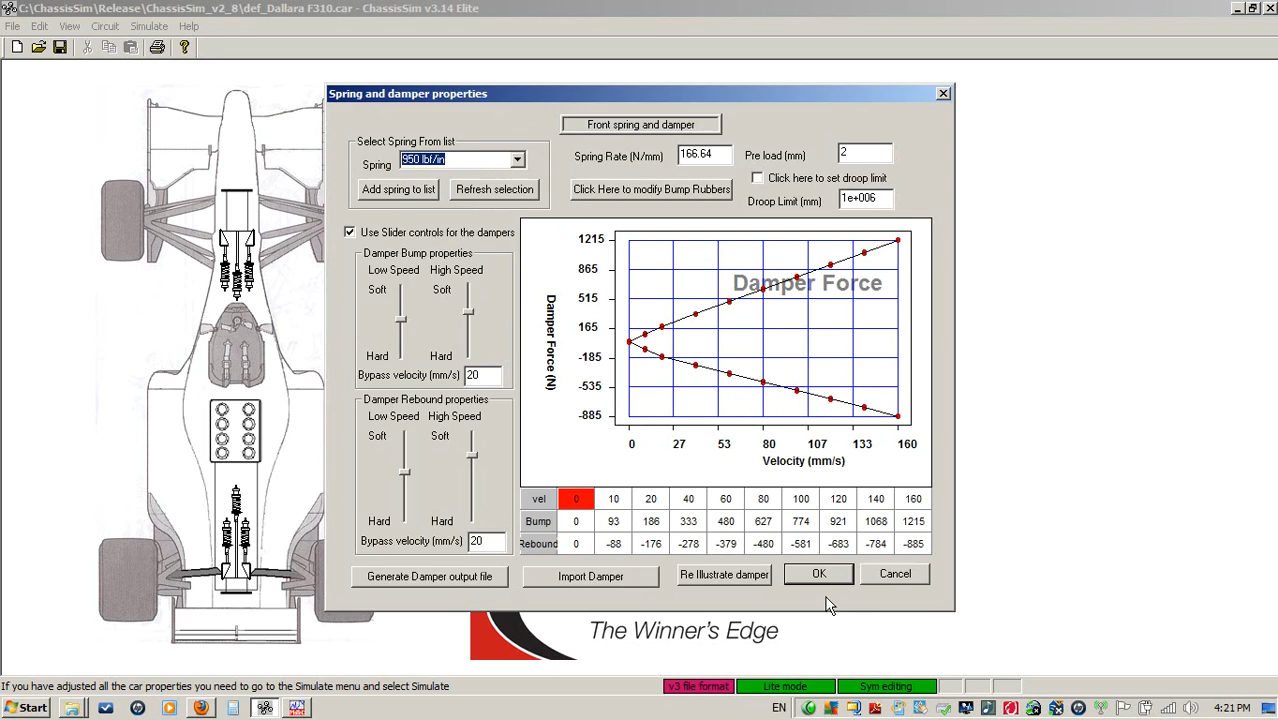 C:\ChassisSim\Release\ChassisSim_v2_8\def_Dallara F310.car - ChassisSim v3.14 Elite
File Edit View Circuit Simulate Help
Spring and damper properties
Front spring and damper
Select Spring From list
Spring 950 lbf/in
Add spring to list Refresh selection
Spring Rate (N/mm) 166.64
Pre load (mm) 2
Click Here to modify Bump Rubbers
Click here to set droop limit
Droop Limit (mm) 1e+006
Use Slider controls for the dampers
Damper Bump properties
Low Speed High Speed
Soft Soft
Hard Hard
Bypass velocity (mm/s) 20
Damper Rebound properties
Low Speed High Speed
Soft Soft
Hard Hard
Bypass velocity (mm/s) 20
Damper Force
Damper Force (N)
1215
865
515
165
-185
-535
-885
0 27 53 80 107 133 160
Velocity (mm/s)
vel 0 10 20 40 60 80 100 120 140 160
Bump 0 93 186 333 480 627 774 921 1068 1215
Rebound 0 -88 -176 -278 -379 -480 -581 -683 -784 -885
Generate Damper output file Import Damper Re Illustrate damper OK Cancel
The Winner's Edge
If you have adjusted all the car properties you need to go to the Simulate menu and select Simulate
v3 file format Lite mode Sym editing
Start EN 4:21 PM